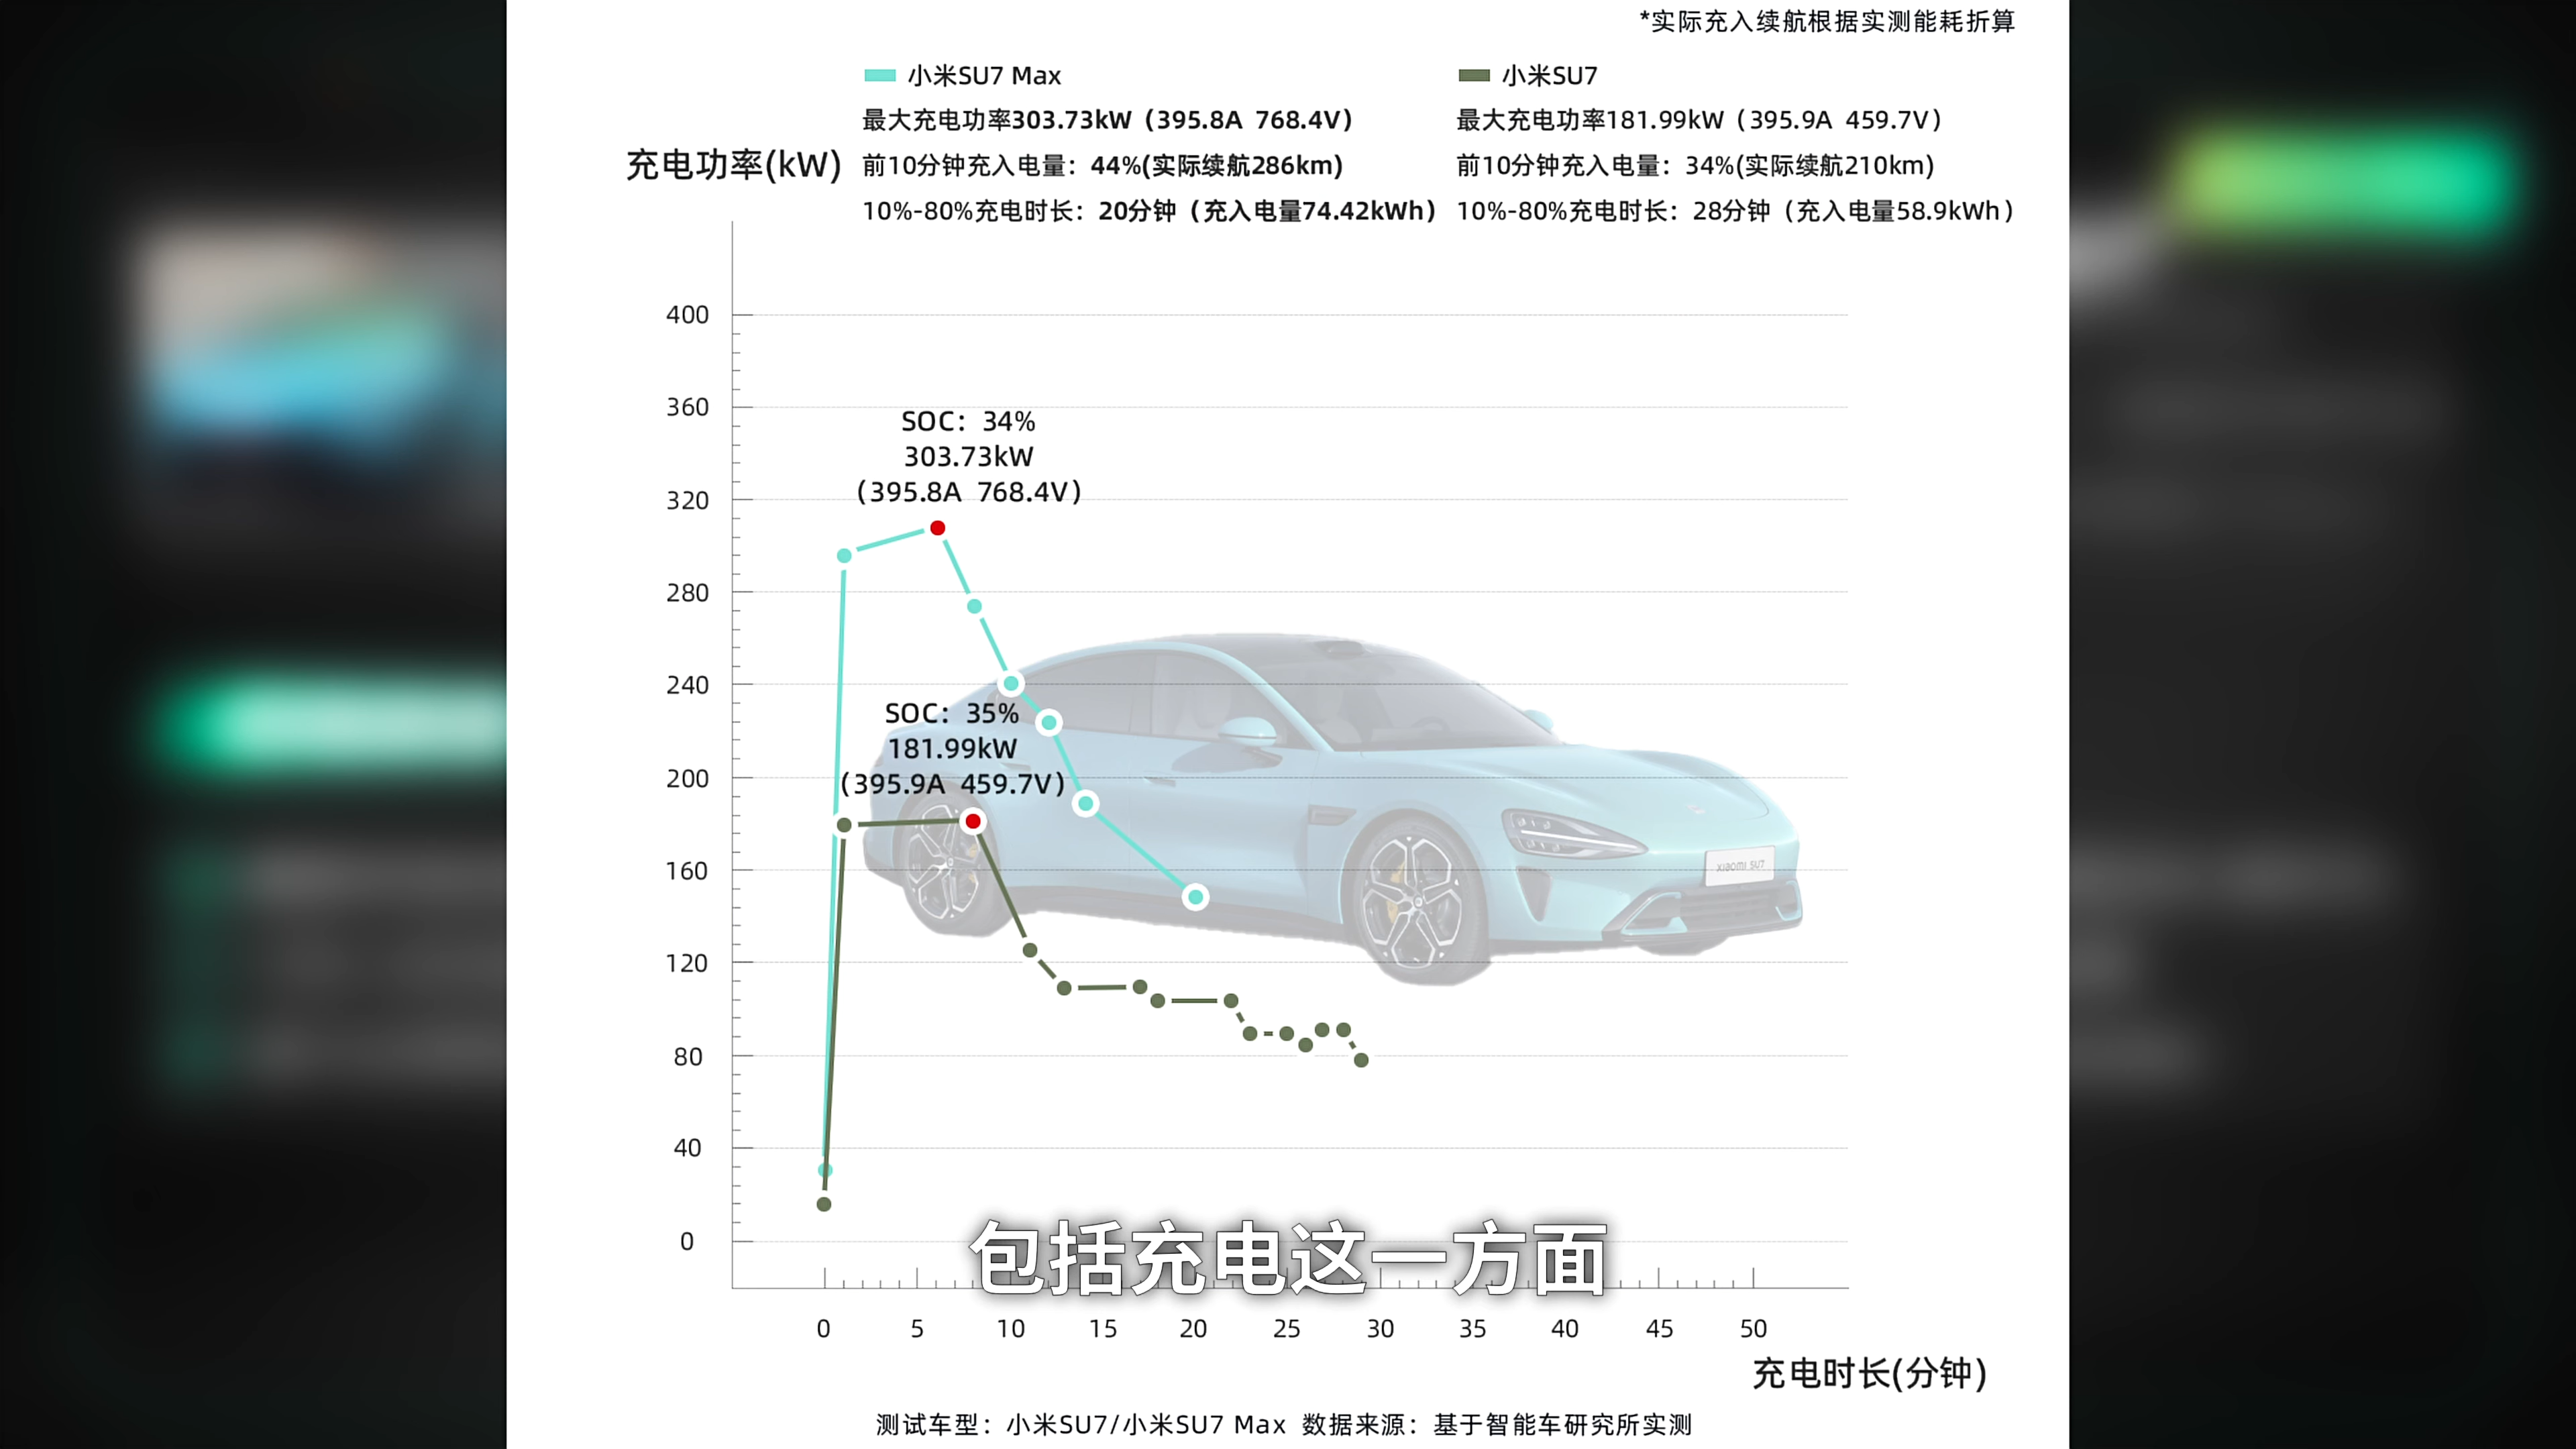 *实际充入续航根据实测能耗折算
小米SU7 Max
最大充电功率303.73kW（395.8A 768.4V）
前10分钟充入电量：44%(实际续航286km)
10%-80%充电时长：20分钟（充入电量74.42kWh）
小米SU7
最大充电功率181.99kW（395.9A 459.7V）
前10分钟充入电量：34%(实际续航210km)
10%-80%充电时长：28分钟（充入电量58.9kWh）
充电功率(kW)
400
360
SOC：34%
303.73kW
(395.8A 768.4V)
320
280
240
SOC：35%
181.99kW
(395.9A 459.7V)
200
160
xiaomi SU7
120
80
40
0
包括充电这一方面
0 5 10 15 20 25 30 35 40 45 50
充电时长(分钟)
测试车型：小米SU7/小米SU7 Max 数据来源：基于智能车研究所实测